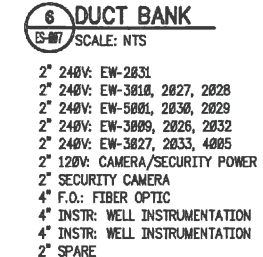 6 DUCT BANK
ES-007 SCALE: NTS
2" 240V: EW-2031
2" 240V: EW-3010, 2027, 2028
2" 240V: EW-5001, 2030, 2029
2" 240V: EW-3009, 2026, 2032
2" 240V: EW-3027, 2033, 4005
2" 120V: CAMERA/SECURITY POWER
2" SECURITY CAMERA
4" F.O.: FIBER OPTIC
4" INSTR: WELL INSTRUMENTATION
4" INSTR: WELL INSTRUMENTATION
2" SPARE